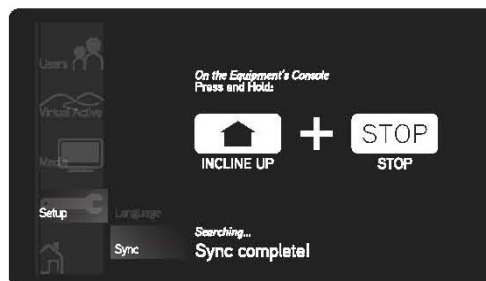 Users
Virtual Active
Media
Setup
Language
Sync
On the Equipment's Console
Press and Hold:
STOP
INCLINE UP
STOP
Searching...
Sync complete!